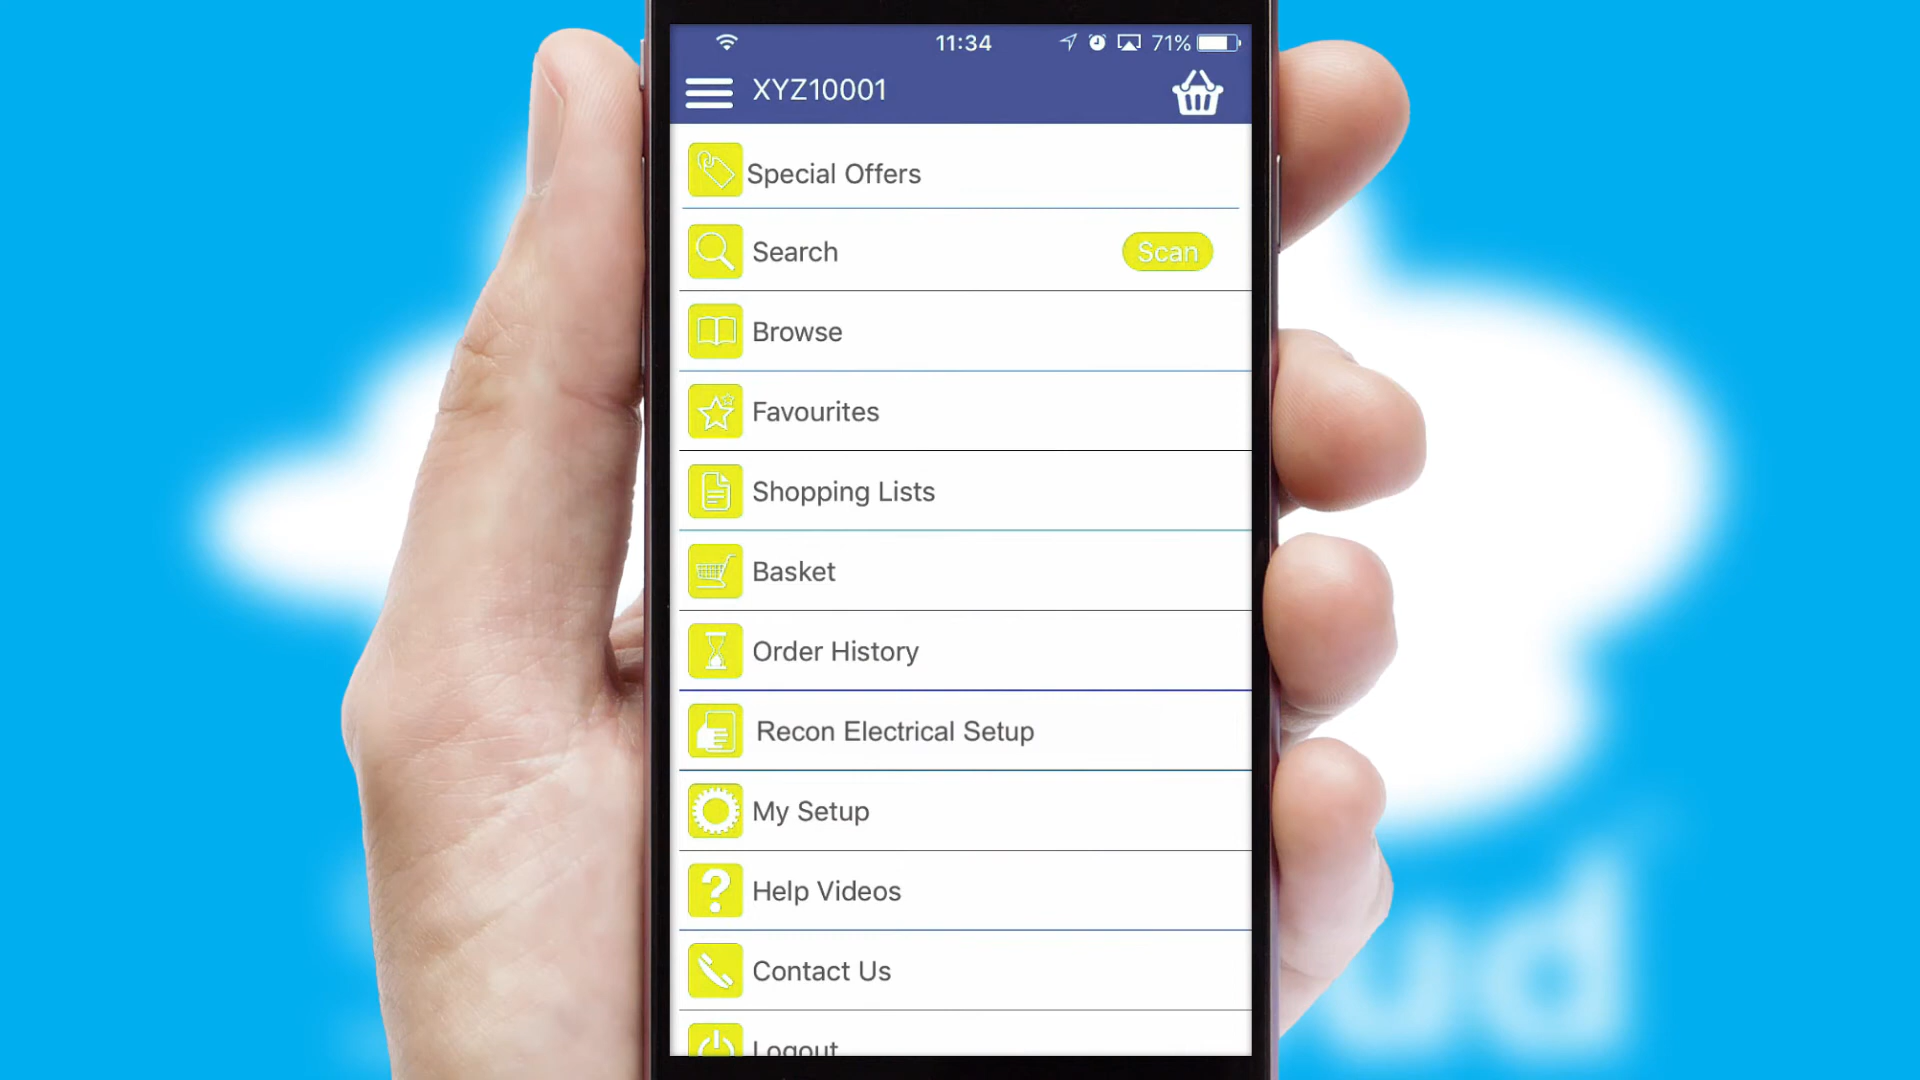 11:34 71%
XYZ10001
Special Offers
Search Scan
Browse
Favourites
Shopping Lists
Basket
Order History
Recon Electrical Setup
My Setup
Help Videos
Contact Us
Logout